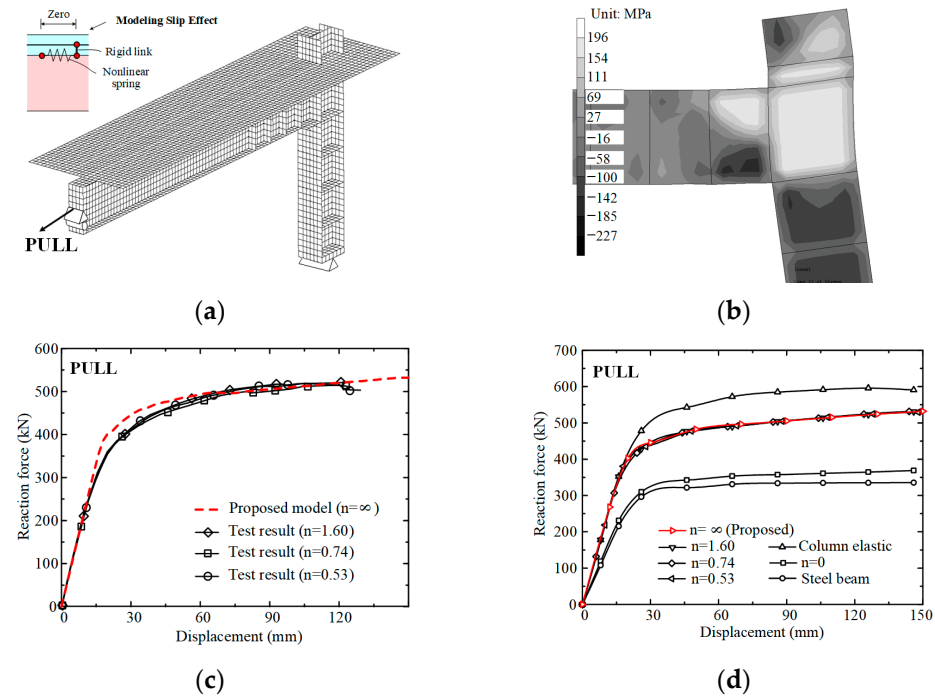 Zero
Modeling Slip Effect
Rigid link
Nonlinear
spring
PULL
(a)
Unit: MPa
196
154
111
69
27
−16
−58
−100
−142
−185
−227
(b)
PULL
600
500
400
300
200
100
0
Reaction force (kN)
Proposed model (n=∞)
Test result (n=1.60)
Test result (n=0.74)
Test result (n=0.53)
0 30 60 90 120
Displacement (mm)
(c)
PULL
700
600
500
400
300
200
100
0
Reaction force (kN)
n= ∞ (Proposed)
n=1.60 Column elastic
n=0.74 n=0
n=0.53 Steel beam
0 30 60 90 120 150
Displacement (mm)
(d)